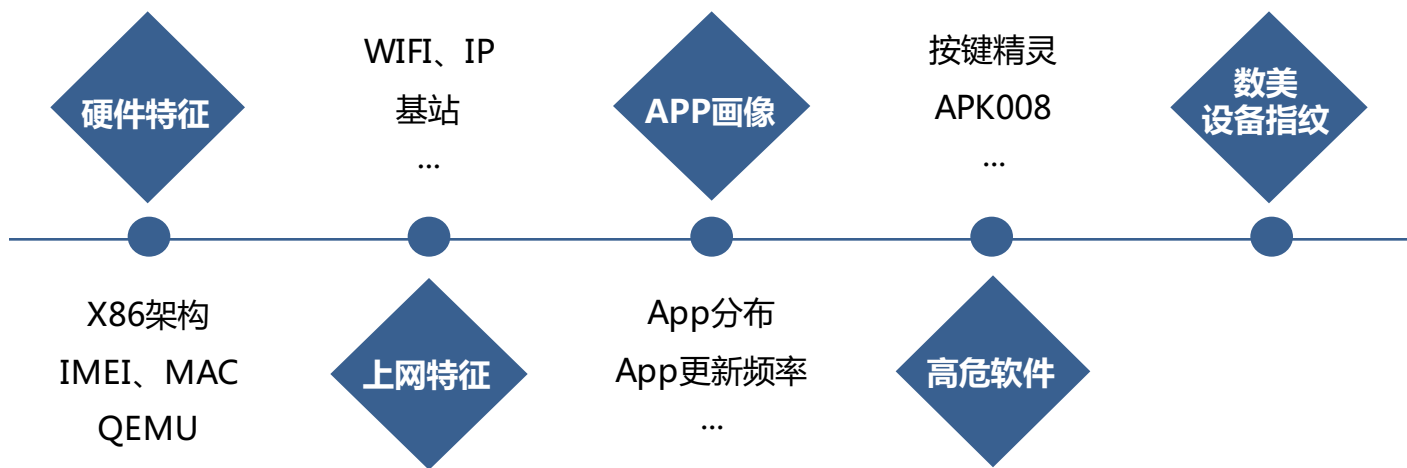 硬件特征
X86架构
IMEI、MAC
QEMU
WIFI、IP
基站
...
上网特征
APP画像
App分布
App更新频率
...
按键精灵
APK008
...
高危软件
数美
设备指纹